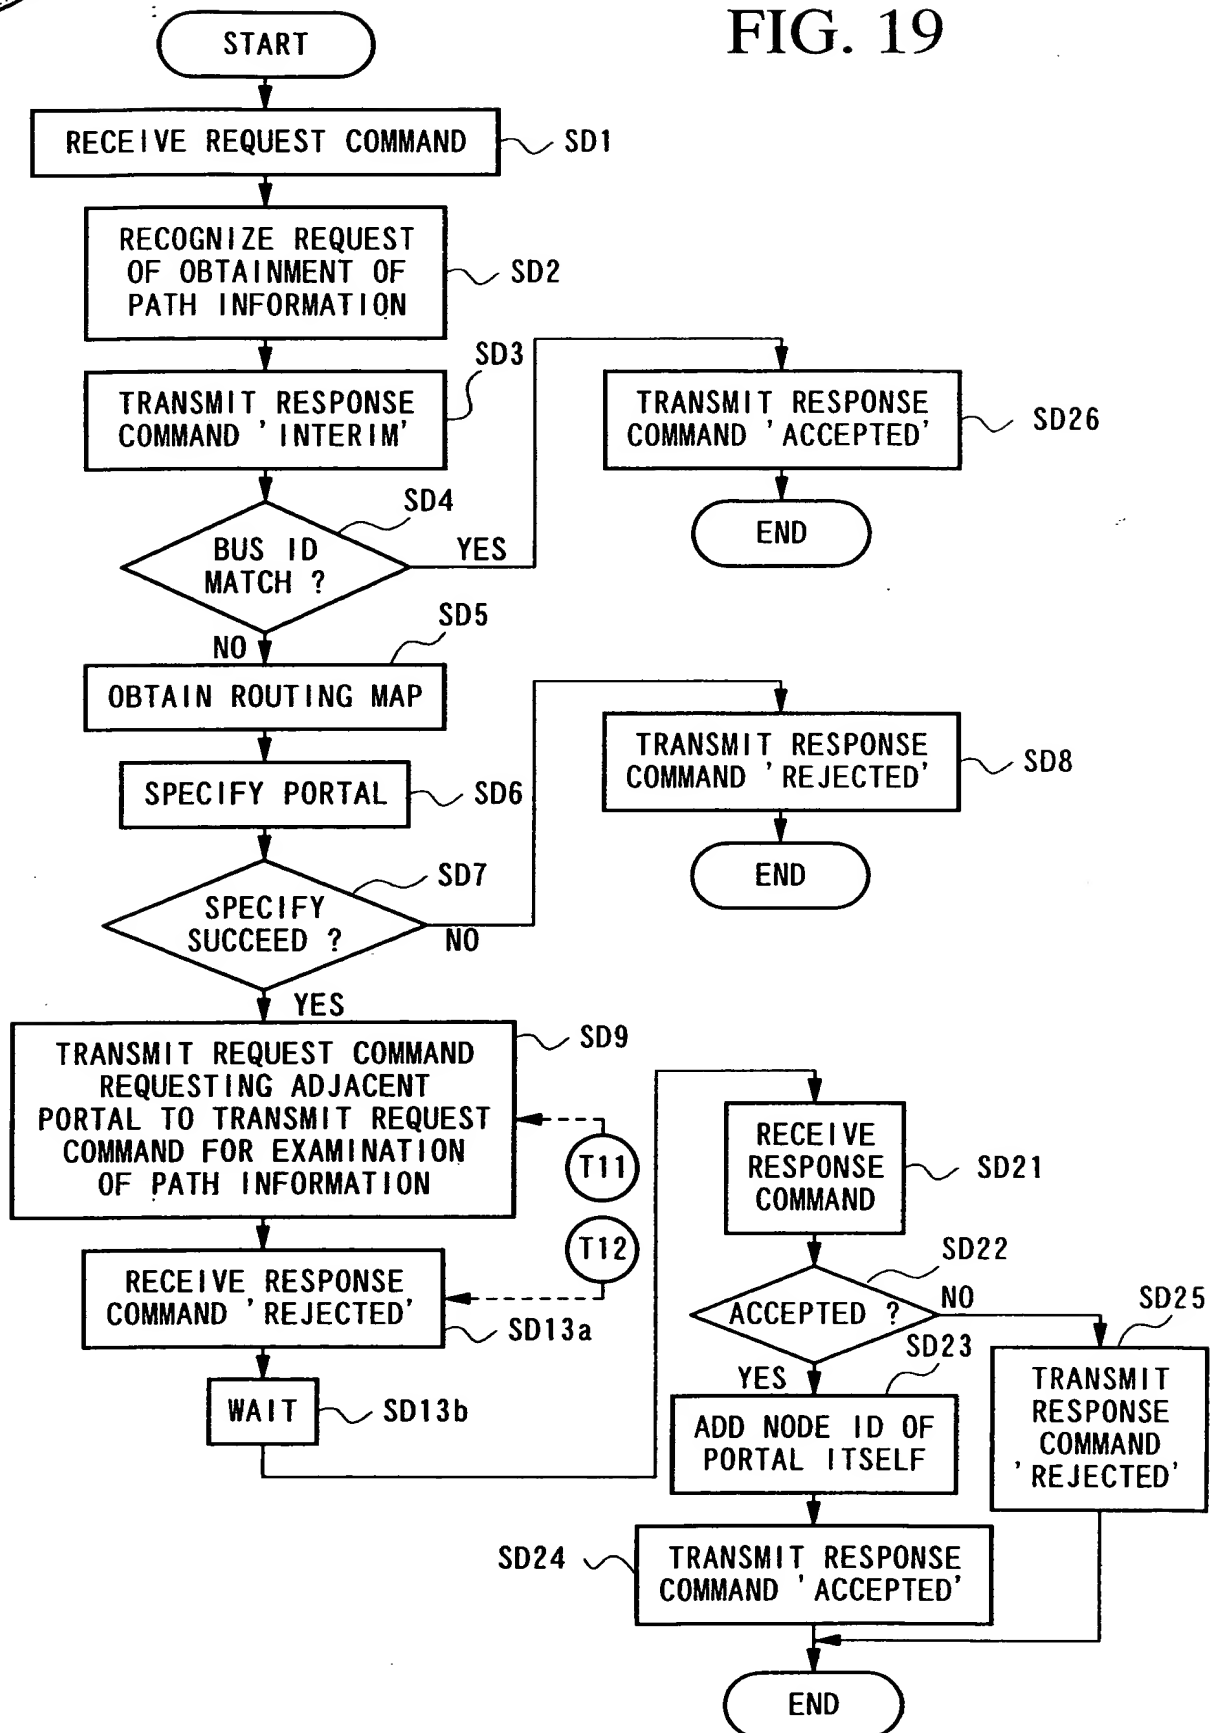 FIG. 19
START
RECEIVE REQUEST COMMAND
SD1
RECOGNIZE REQUEST
OF OBTAINMENT OF
PATH INFORMATION
SD2
SD3
TRANSMIT RESPONSE
COMMAND 'INTERIM'
TRANSMIT RESPONSE
COMMAND 'ACCEPTED'
SD26
END
SD4
BUS ID
MATCH ?
YES
NO
SD5
OBTAIN ROUTING MAP
SPECIFY PORTAL
SD6
TRANSMIT RESPONSE
COMMAND 'REJECTED'
SD8
END
SD7
SPECIFY
SUCCEED ?
NO
YES
TRANSMIT REQUEST COMMAND
REQUESTING ADJACENT
PORTAL TO TRANSMIT REQUEST
COMMAND FOR EXAMINATION
OF PATH INFORMATION
SD9
T11
T12
RECEIVE RESPONSE
COMMAND 'REJECTED'
SD13a
WAIT
SD13b
RECEIVE
RESPONSE
COMMAND
SD21
SD22
ACCEPTED ?
NO
YES
SD23
SD25
ADD NODE ID OF
PORTAL ITSELF
TRANSMIT
RESPONSE
COMMAND
'REJECTED'
SD24
TRANSMIT RESPONSE
COMMAND 'ACCEPTED'
END